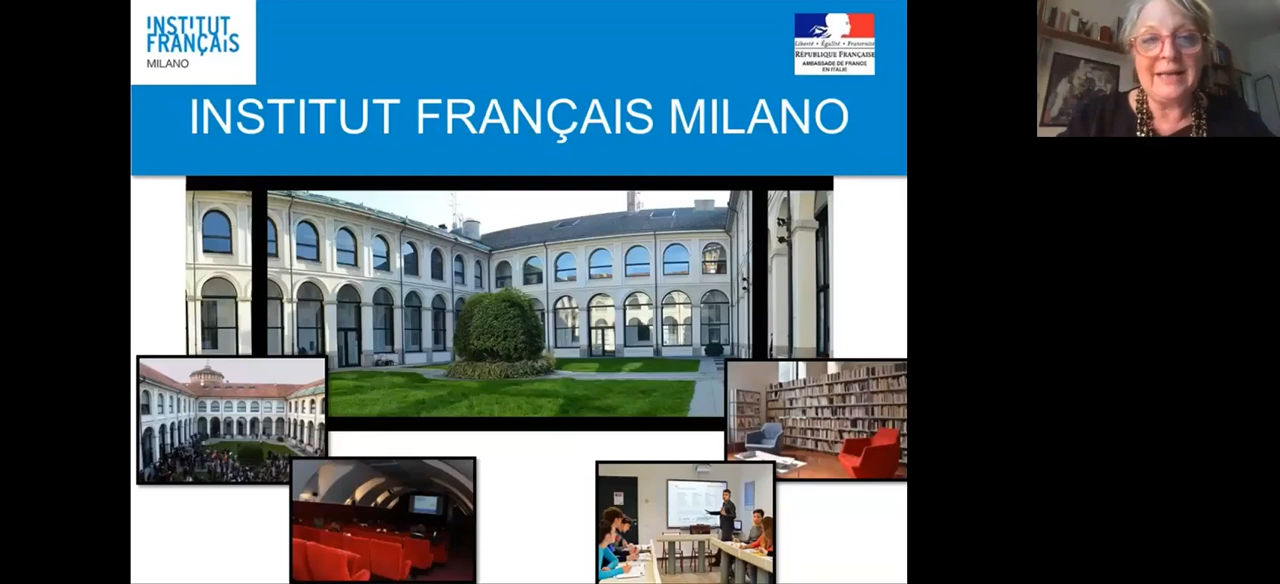 INSTITUT
FRANÇAIS
MILANO
Liberté • Égalité • Fraternité
RÉPUBLIQUE FRANÇAISE
AMBASSADE DE FRANCE
EN ITALIE
INSTITUT FRANÇAIS MILANO